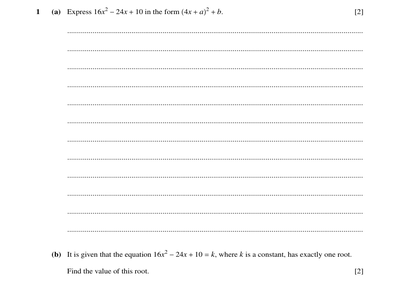 1 (a) Express 16x² – 24x + 10 in the form (4x + a)² + b. [2]
(b) It is given that the equation 16x² – 24x + 10 = k, where k is a constant, has exactly one root.
Find the value of this root. [2]